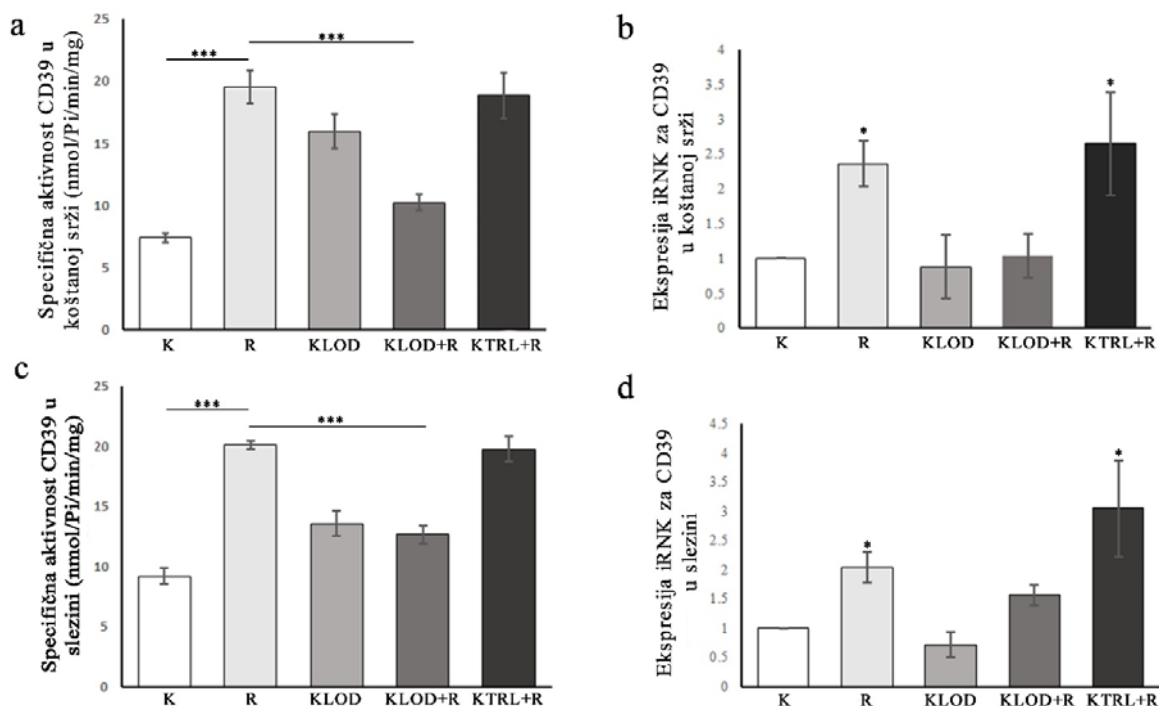 a
Specifična aktivnost CD39 u
koštanoj srži (nmol/Pi/min/mg)
25
20
15
10
5
0
***
***
K R KLOD KLOD+R KTRL+R
b
Ekspresija iRNK za CD39
u koštanoj srži
4
3.5
3
2.5
2
1.5
1
0.5
0
*
*
K R KLOD KLOD+R KTRL+R
c
Specifična aktivnost CD39 u
slezini (nmol/Pi/min/mg)
25
20
15
10
5
0
***
***
K R KLOD KLOD+R KTRL+R
d
Ekspresija iRNK za CD39
u slezini
4.5
4
3.5
3
2.5
2
1.5
1
0.5
0
*
*
K R KLOD KLOD+R KTRL+R